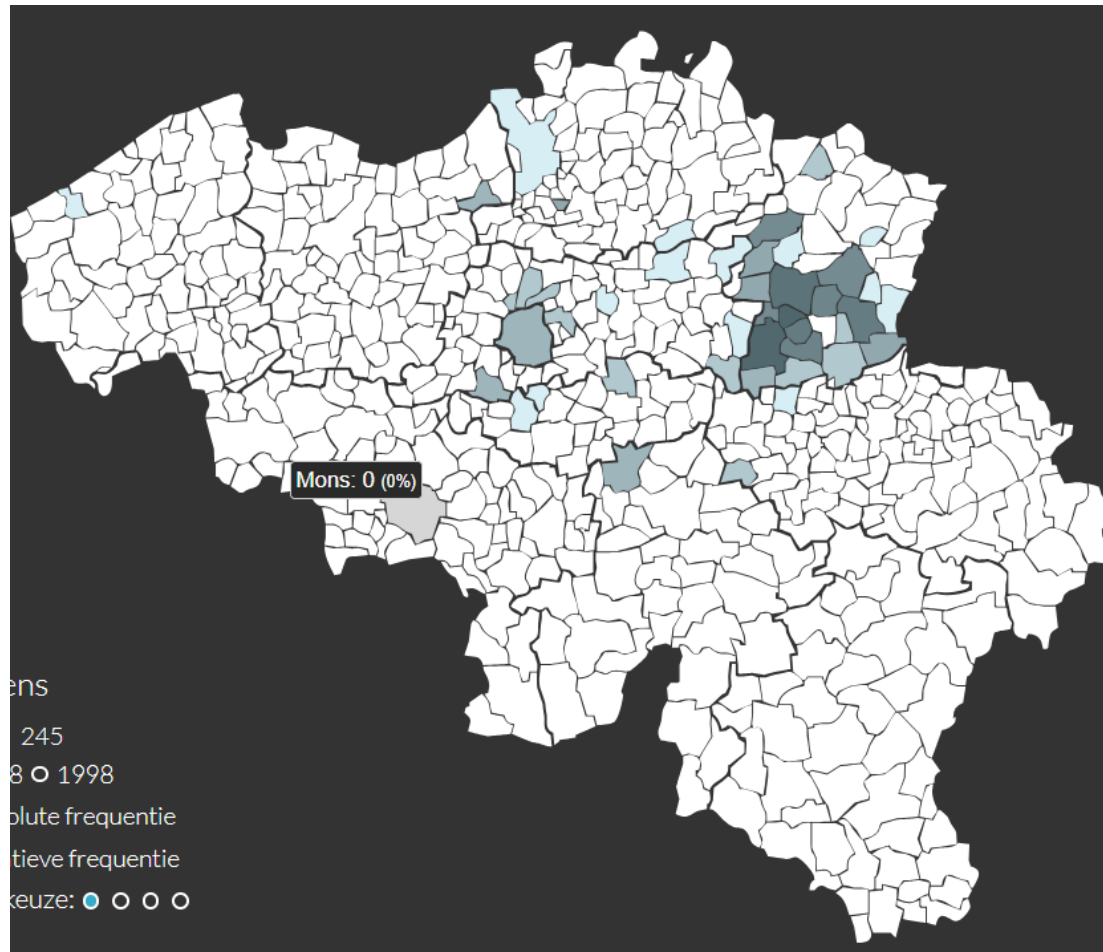 Mons: 0 (0%)
ens
245
8 1998
olute frequentie
tieve frequentie
keuze: